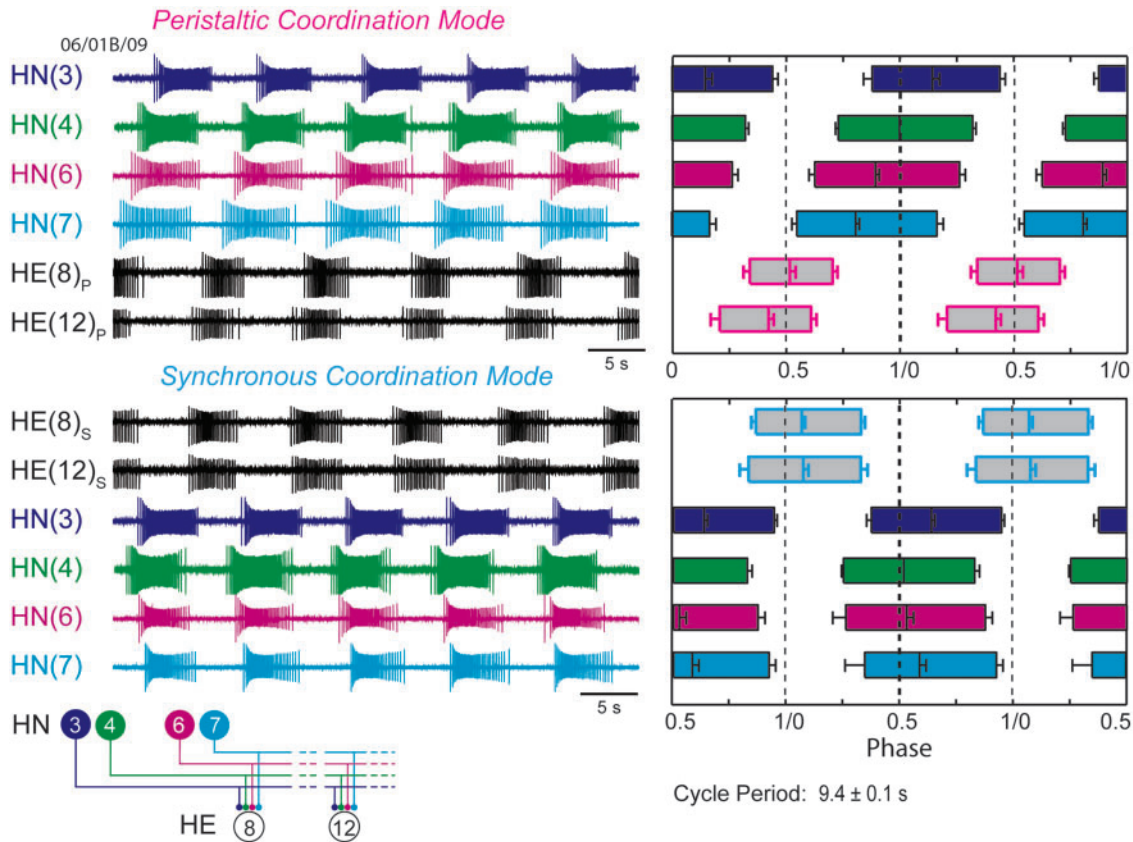 Peristaltic Coordination Mode
06/01B/09
HN(3)
HN(4)
HN(6)
HN(7)
HE(8)P
HE(12)P
5 s
0.5 1/0 0.5 1/0
Synchronous Coordination Mode
HE(8)S
HE(12)S
HN(3)
HN(4)
HN(6)
HN(7)
5 s
0.5 1/0 0.5 1/0 0.5
Phase
HN 3 4 6 7
Cycle Period: 9.4 ± 0.1 s
HE 8 12